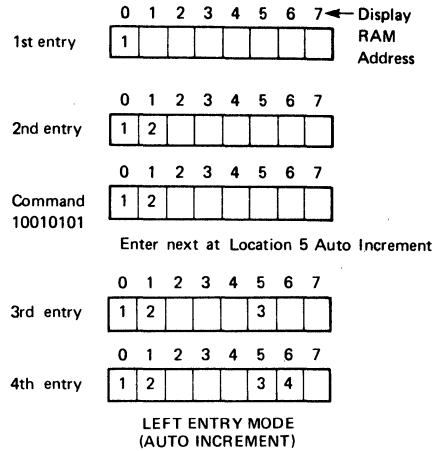 0 1 2 3 4 5 6 7 Display
RAM
Address
1st entry 1
0 1 2 3 4 5 6 7
2nd entry 1 2
0 1 2 3 4 5 6 7
Command 1 2
10010101
Enter next at Location 5 Auto Increment
0 1 2 3 4 5 6 7
3rd entry 1 2 3
0 1 2 3 4 5 6 7
4th entry 1 2 3 4
LEFT ENTRY MODE
(AUTO INCREMENT)